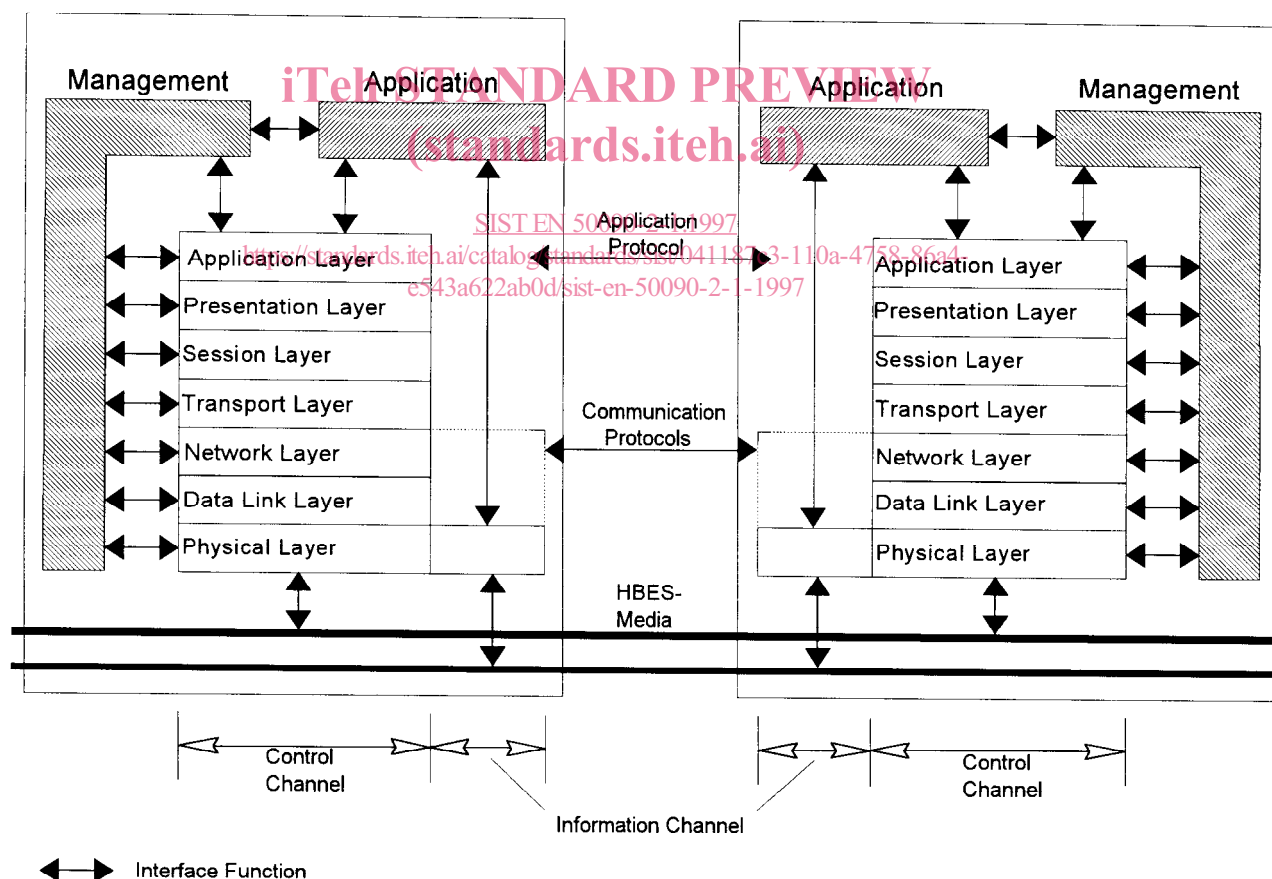 Management
Application
Application
Management
iTeh STANDARD PREVIEW
(standards.iteh.ai)
SIST EN 50090-2-1:1997
https://standards.iteh.ai/catalog/standards/sist/041187c3-110a-4758-86a4-
e543a622ab0d/sist-en-50090-2-1-1997
Application
Protocol
Application Layer
Presentation Layer
Session Layer
Transport Layer
Network Layer
Data Link Layer
Physical Layer
Communication
Protocols
Application Layer
Presentation Layer
Session Layer
Transport Layer
Network Layer
Data Link Layer
Physical Layer
HBES-
Media
Control
Channel
Control
Channel
Information Channel
Interface Function